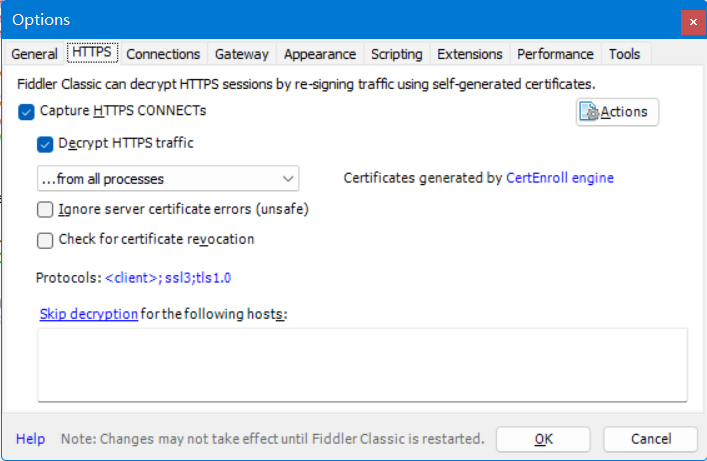 Options
General HTTPS Connections Gateway Appearance Scripting Extensions Performance Tools
Fiddler Classic can decrypt HTTPS sessions by re-signing traffic using self-generated certificates.
Capture HTTPS CONNECTs
Actions
Decrypt HTTPS traffic
...from all processes
Certificates generated by CertEnroll engine
Ignore server certificate errors (unsafe)
Check for certificate revocation
Protocols: <client>; ssl3;tls1.0
Skip decryption for the following hosts:
Help Note: Changes may not take effect until Fiddler Classic is restarted. OK Cancel